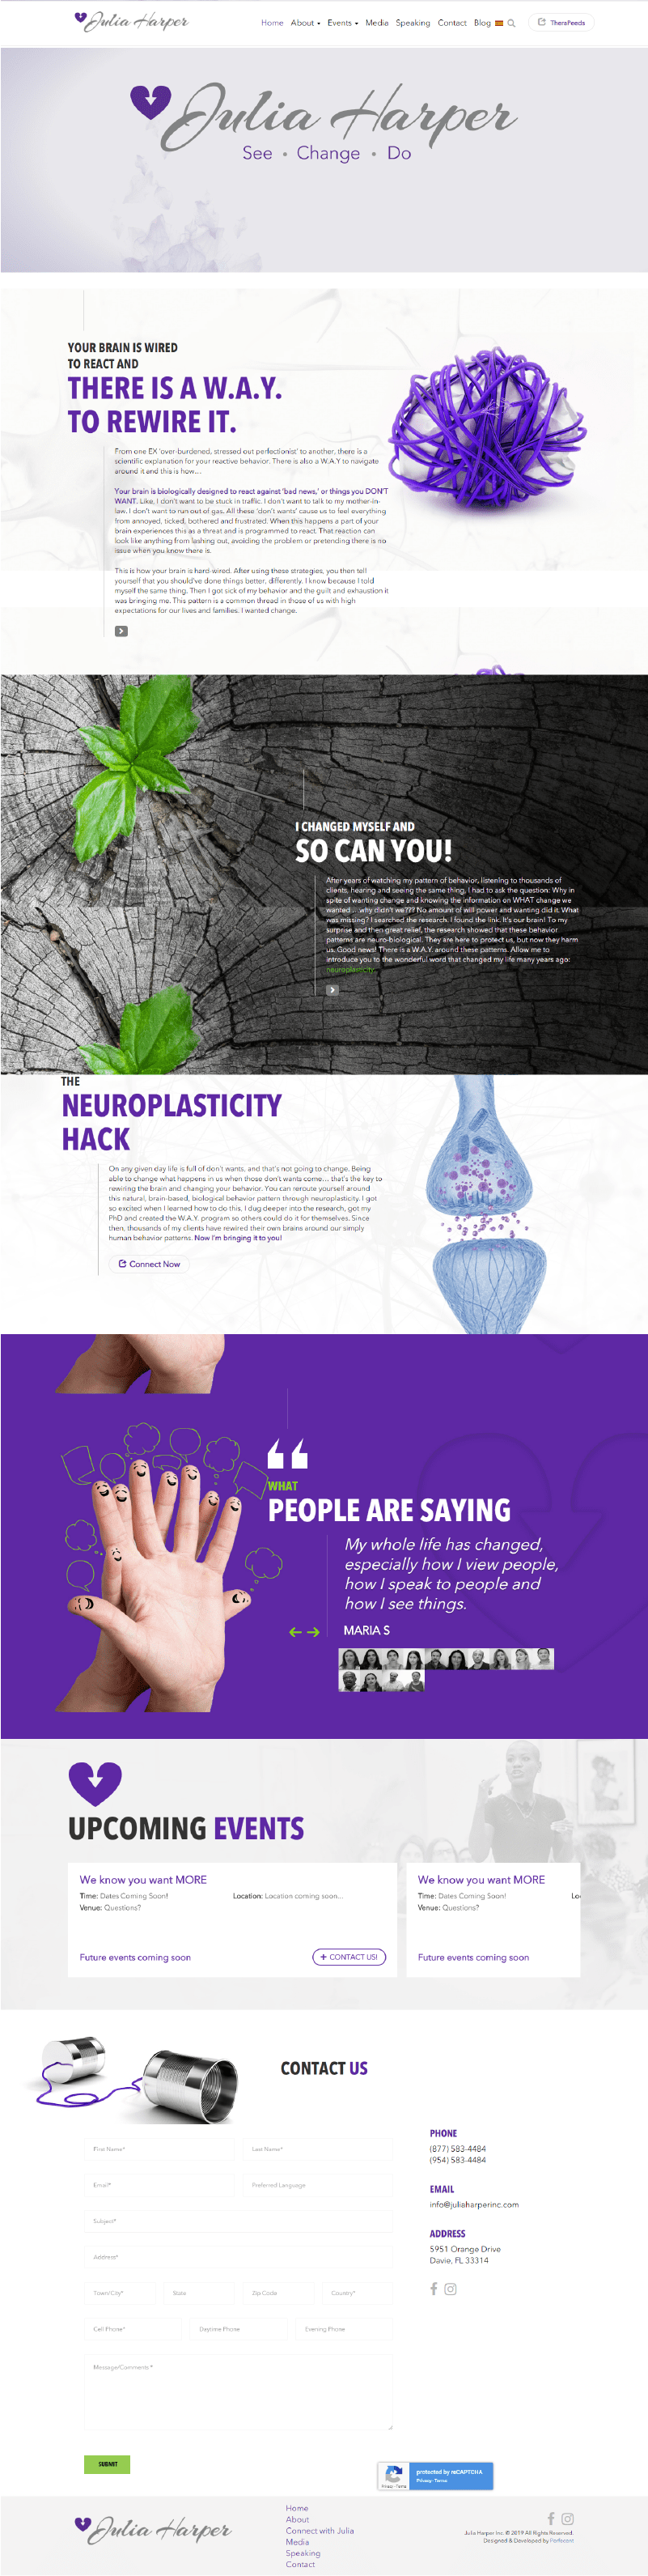 Julia Harper
Home About Events Media Speaking Contact Blog
TheraFeeds
Julia Harper
See • Change • Do
YOUR BRAIN IS WIRED
TO REACT AND
THERE IS A W.A.Y.
TO REWIRE IT.
From one EX 'over-burdened, stressed out perfectionist' to another, there is a
scientific explanation for your reactive behavior. There is also a W.A.Y to navigate
around it and this is how...
Your brain is biologically designed to react against 'bad news,' or things you DON'T
WANT. Like, I don't want to be stuck in traffic. I don't want to talk to my mother-in-
law. I don't want to run out of gas. All these 'don't wants' cause us to feel everything
from annoyed, ticked, bothered and frustrated. When this happens a part of your
brain experiences this as a threat and is programmed to react. That reaction can
look like anything from lashing out, avoiding the problem or pretending there is no
issue when you know there is.
This is how your brain is hard-wired. After using these strategies, you then tell
yourself that you should've done things better, differently. I know because I told
myself the same thing. Then I got sick of my behavior and the guilt and exhaustion it
was bringing me. This pattern is a common thread in those of us with high
expectations for our lives and families. I wanted change.
I CHANGED MYSELF AND
SO CAN YOU!
After years of watching my pattern of behavior, listening to thousands of
clients, hearing and seeing the same thing, I had to ask the question: Why in
spite of wanting change and knowing the information on WHAT change we
wanted... why didn't we??? No amount of will power and wanting did it. What
was missing? I searched the research. I found the link. It's our brain! To my
surprise and then great relief, the research showed that these behavior
patterns are neuro-biological. They are here to protect us, but now they harm
us. Good news! There is a W.A.Y. around these patterns. Allow me to
introduce you to the wonderful word that changed my life many years ago:
neuroplasticity.
THE
NEUROPLASTICITY
HACK
On any given day life is full of don't wants, and that's not going to change. Being
able to change what happens in us when those don't wants come... that's the key to
rewiring the brain and changing your behavior. You can reroute yourself around
this natural, brain-based, biological behavior pattern through neuroplasticity. I got
so excited when I learned how to do this, I dug deeper into the research, got my
PhD and created the W.A.Y. program so others could do it for themselves. Since
then, thousands of my clients have rewired their own brains around our simply
human behavior patterns. Now I'm bringing it to you!
Connect Now
WHAT
PEOPLE ARE SAYING
My whole life has changed,
especially how I view people,
how I speak to people and
how I see things.
MARIA S
UPCOMING EVENTS
We know you want MORE
Time: Dates Coming Soon! Location: Location coming soon...
Venue: Questions?
Future events coming soon
+ CONTACT US!
We know you want MORE
Time: Dates Coming Soon! Lo
Venue: Questions?
Future events coming soon
CONTACT US
First Name* Last Name*
Email* Preferred Language
Subject*
Address*
Town/City* State Zip Code Country*
Cell Phone* Daytime Phone Evening Phone
Message/Comments *
SUBMIT
PHONE
(877) 583-4484
(954) 583-4484
EMAIL
info@juliaharperinc.com
ADDRESS
5951 Orange Drive
Davie, FL 33314
protected by reCAPTCHA
Privacy - Terms
Privacy - Terms
Julia Harper
Home
About
Connect with Julia
Media
Speaking
Contact
Julia Harper Inc. © 2019 All Rights Reserved.
Designed & Developed by Perfecent